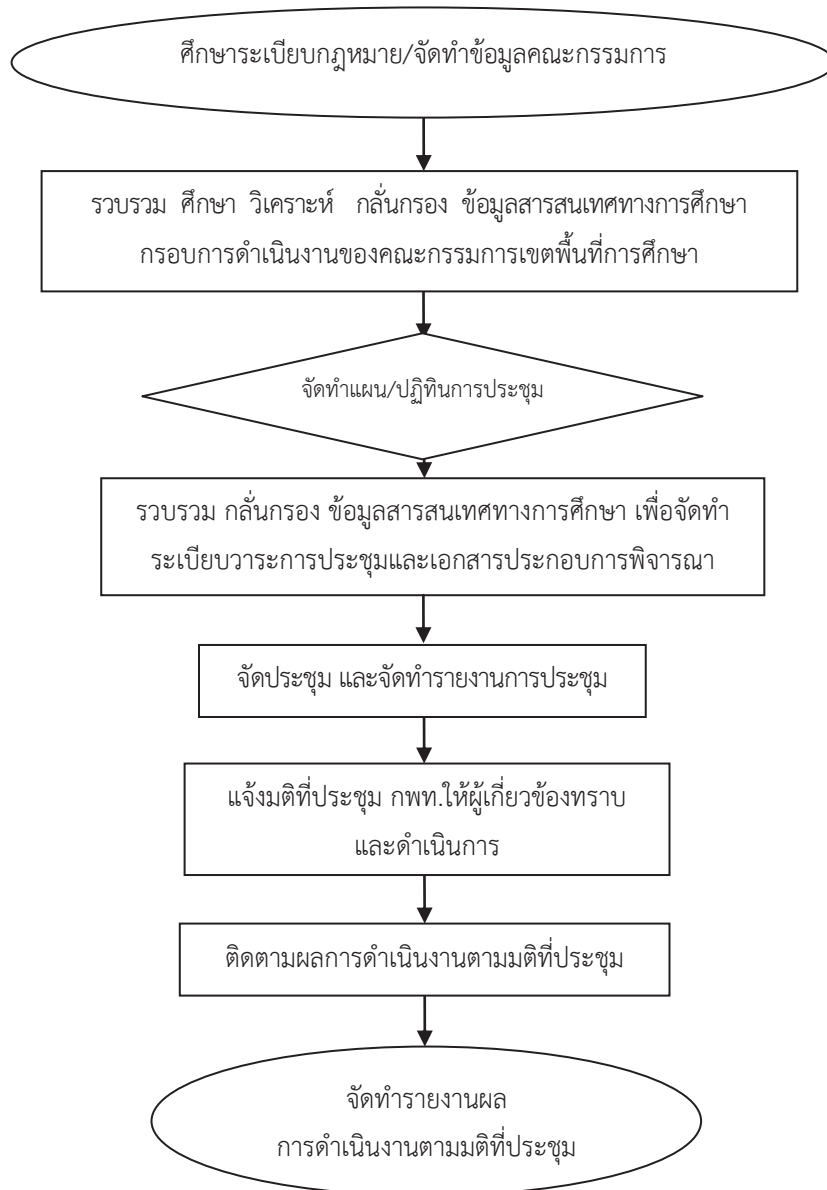 ศึกษาระเบียบกฎหมาย/จัดทำข้อมูลคณะกรรมการ
รวบรวม ศึกษา วิเคราะห์ กลั่นกรอง ข้อมูลสารสนเทศทางการศึกษา
กรอบการดำเนินงานของคณะกรรมการเขตพื้นที่การศึกษา
จัดทำแผน/ปฏิทินการประชุม
รวบรวม กลั่นกรอง ข้อมูลสารสนเทศทางการศึกษา เพื่อจัดทำ
ระเบียบวาระการประชุมและเอกสารประกอบการพิจารณา
จัดประชุม และจัดทำรายงานการประชุม
แจ้งมติที่ประชุม กพท.ให้ผู้เกี่ยวข้องทราบ
และดำเนินการ
ติดตามผลการดำเนินงานตามมติที่ประชุม
จัดทำรายงานผล
การดำเนินงานตามมติที่ประชุม